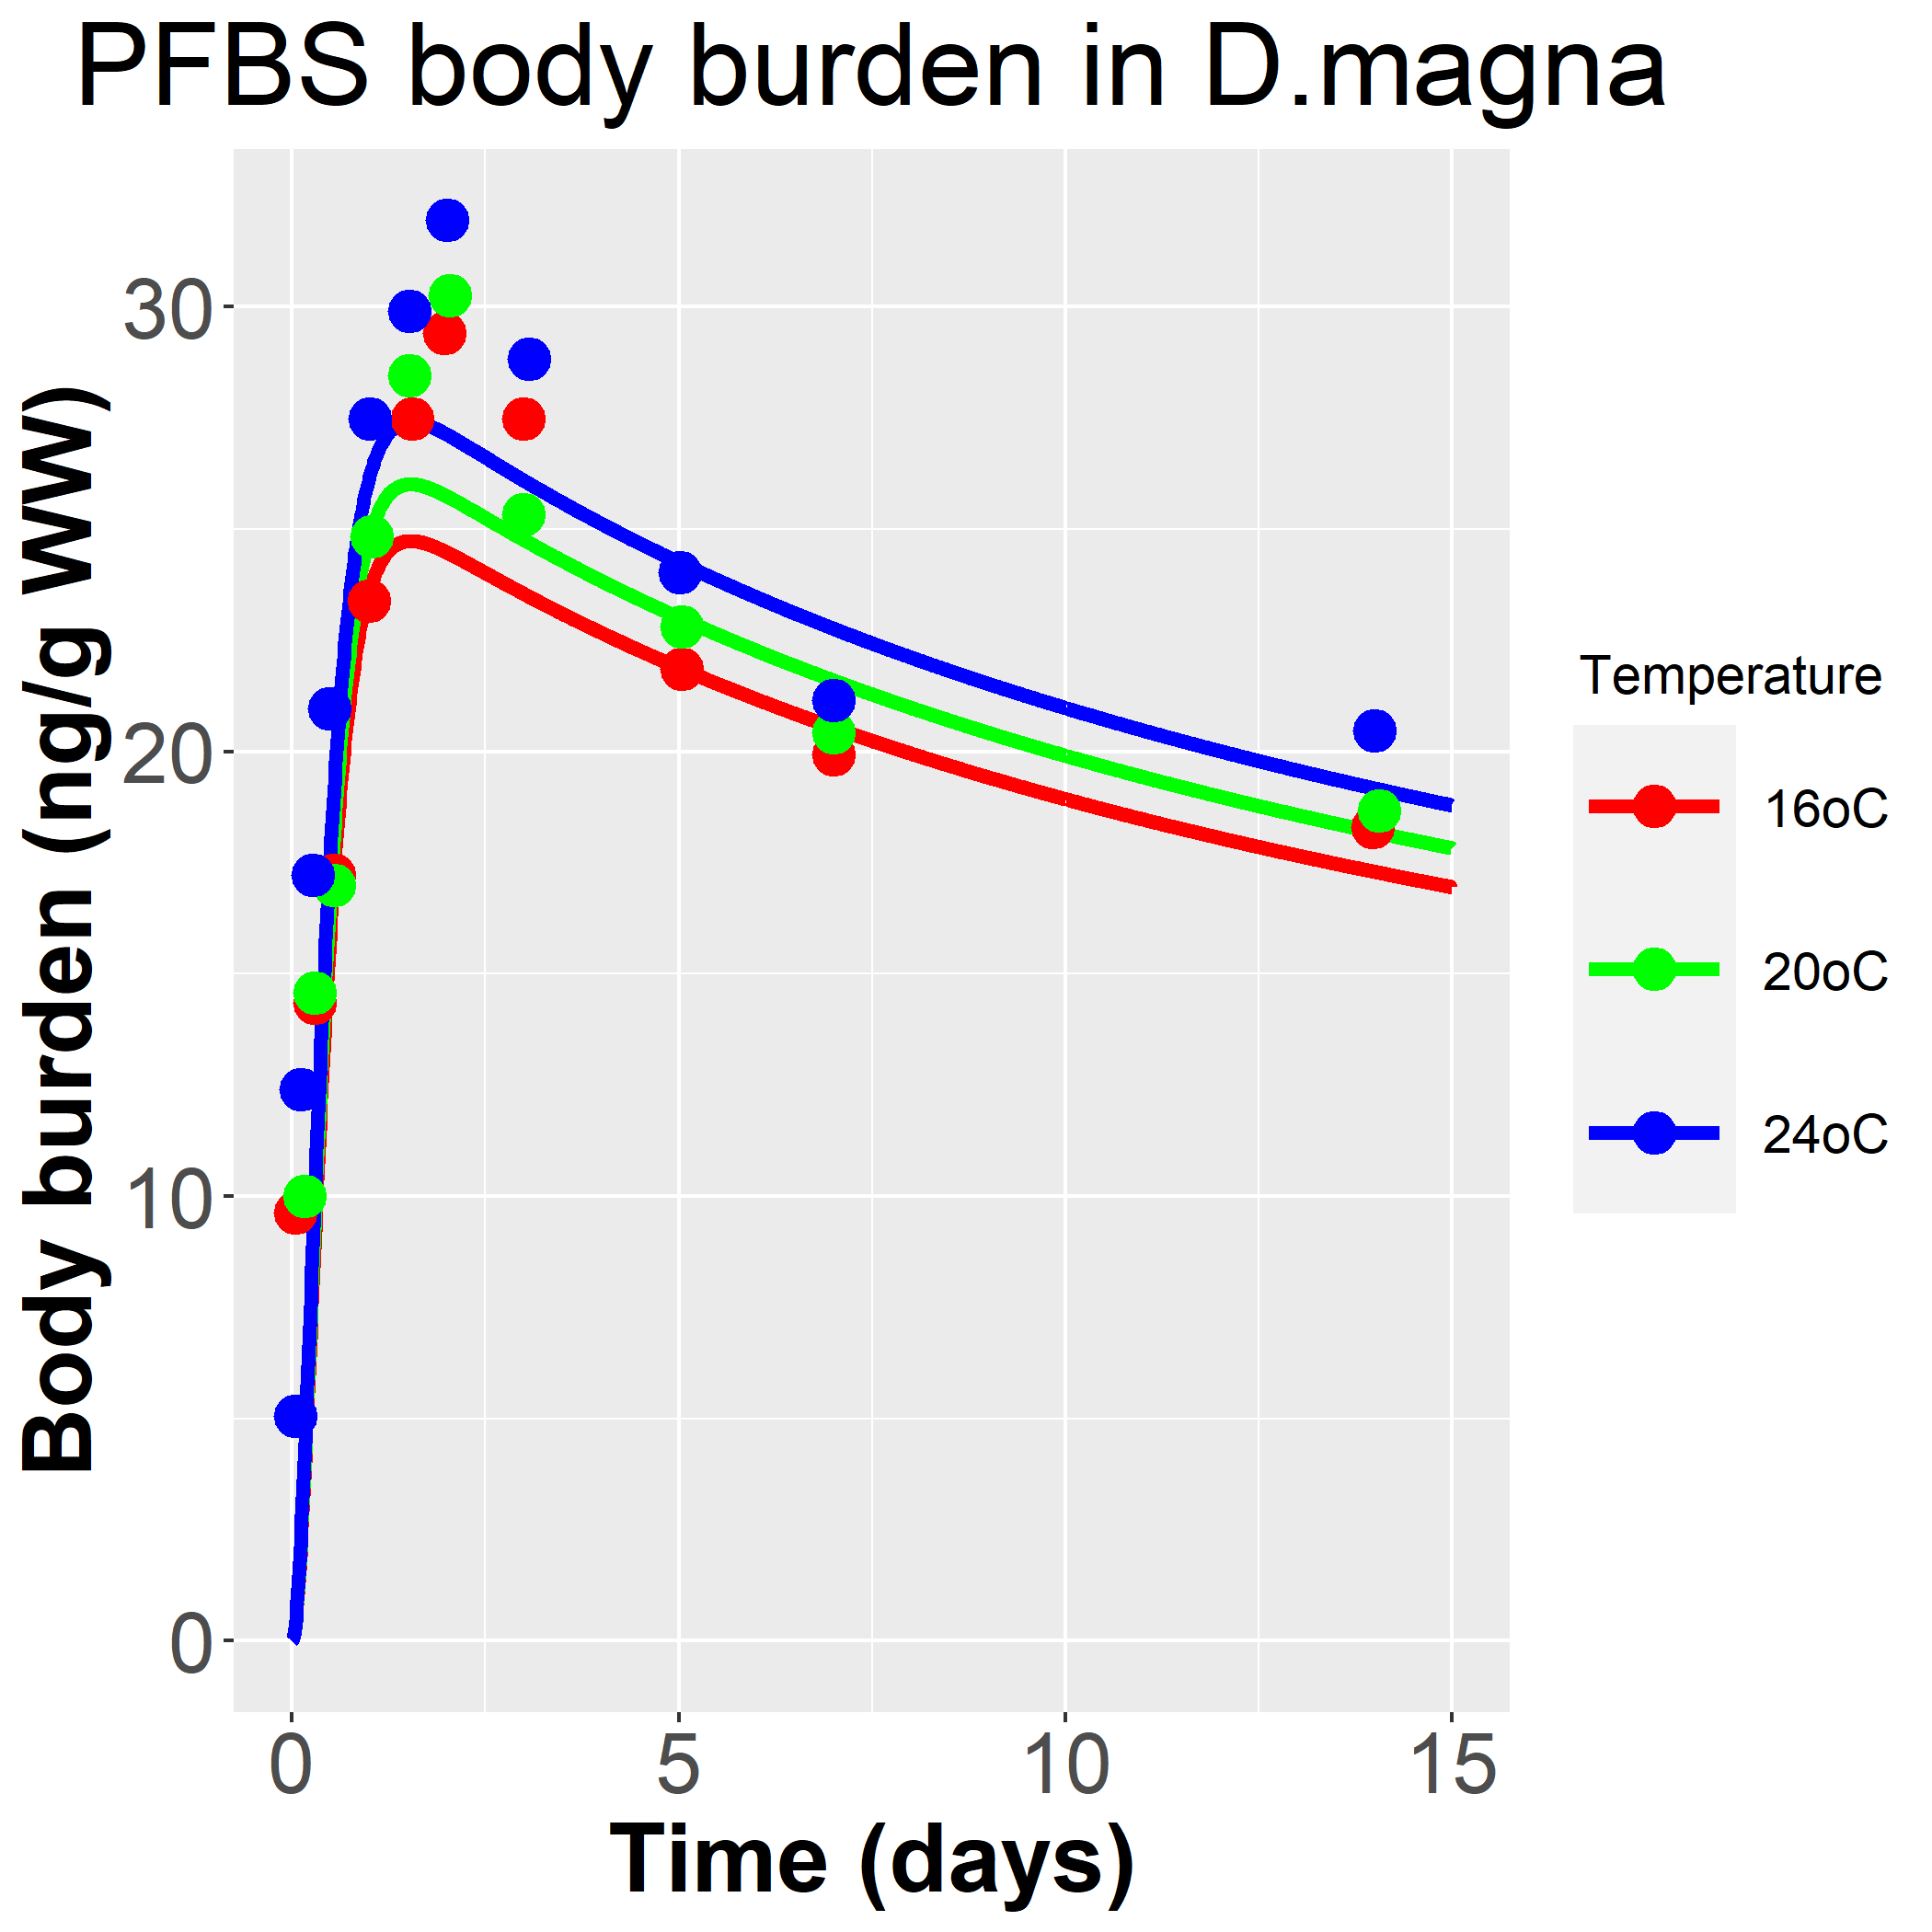 PFBS body burden in D.magna
Body burden (ng/g WW)
30
20
10
0
0
5
10
15
Time (days)
Temperature
16oC
20oC
24oC